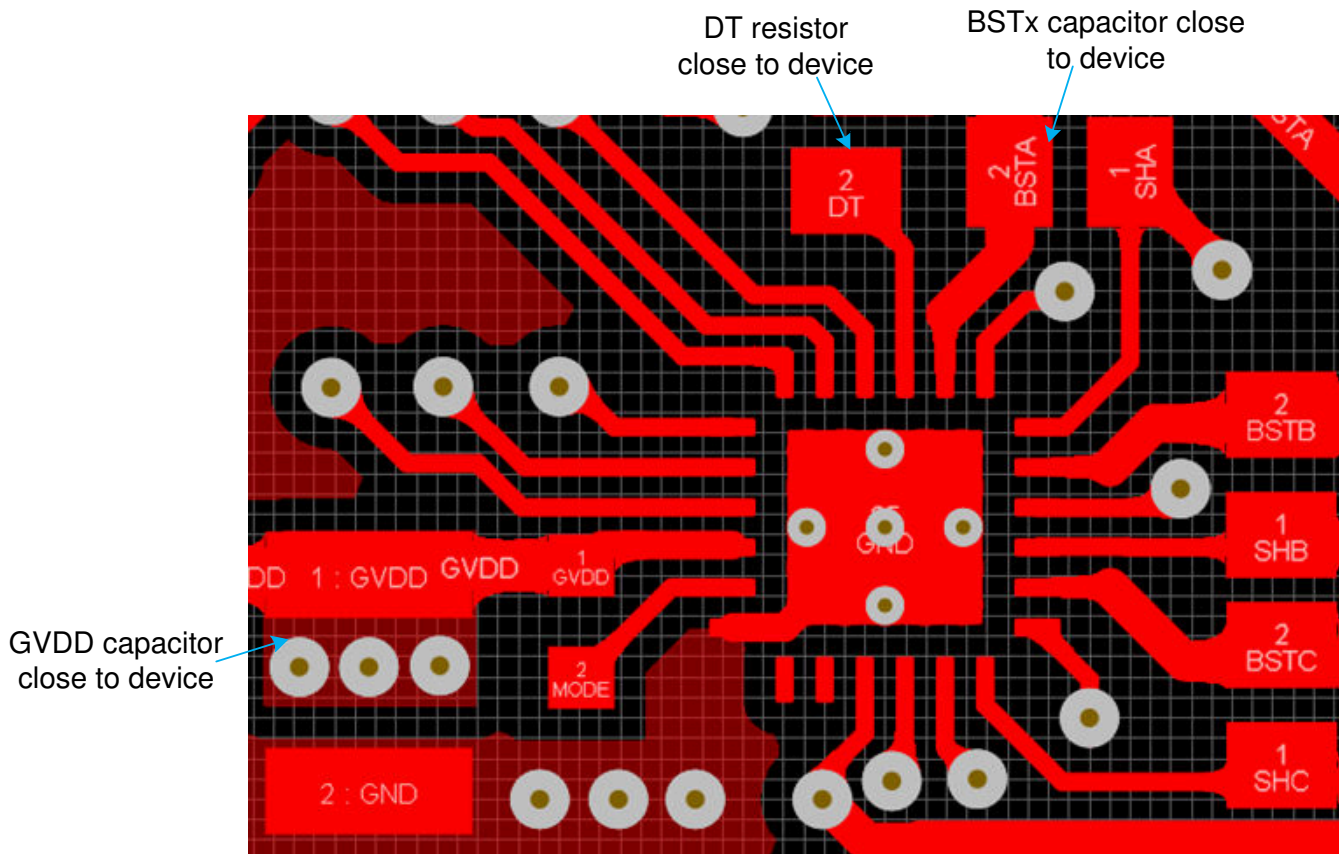 DT resistor
close to device
BSTx capacitor close
to device
2
DT
2
BSTA
1
SHA
STA
2
BSTB
1
SHB
GND
DD
1 : GVDD
GVDD
1
GVDD
GVDD capacitor
close to device
2
MODE
2
BSTC
1
SHC
2 : GND